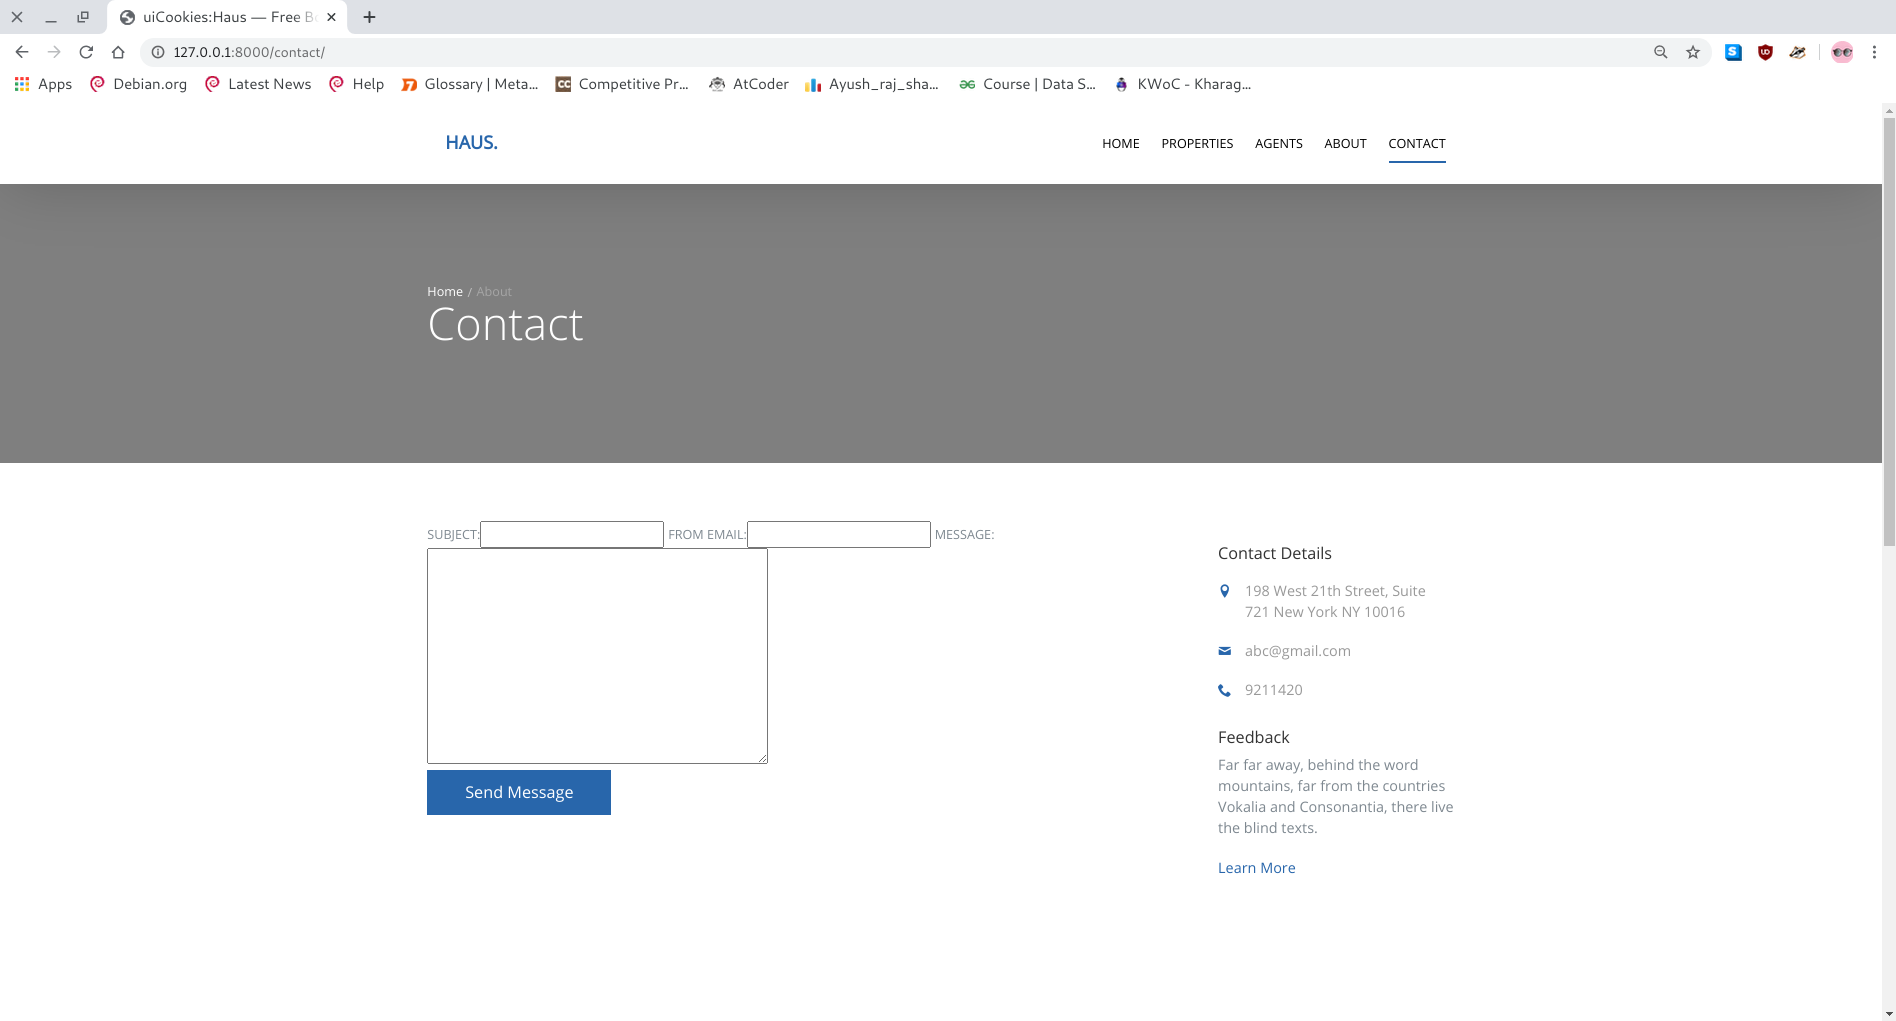 uiCookies:Haus — Free B
127.0.0.1:8000/contact/
Apps Debian.org Latest News Help Glossary | Meta... Competitive Pr... AtCoder Ayush_raj_sha... Course | Data S... KWoC - Kharag...
HAUS.
HOME PROPERTIES AGENTS ABOUT CONTACT
Home / About
Contact
SUBJECT: FROM EMAIL: MESSAGE:
Send Message
Contact Details
198 West 21th Street, Suite
721 New York NY 10016
abc@gmail.com
9211420
Feedback
Far far away, behind the word
mountains, far from the countries
Vokalia and Consonantia, there live
the blind texts.
Learn More